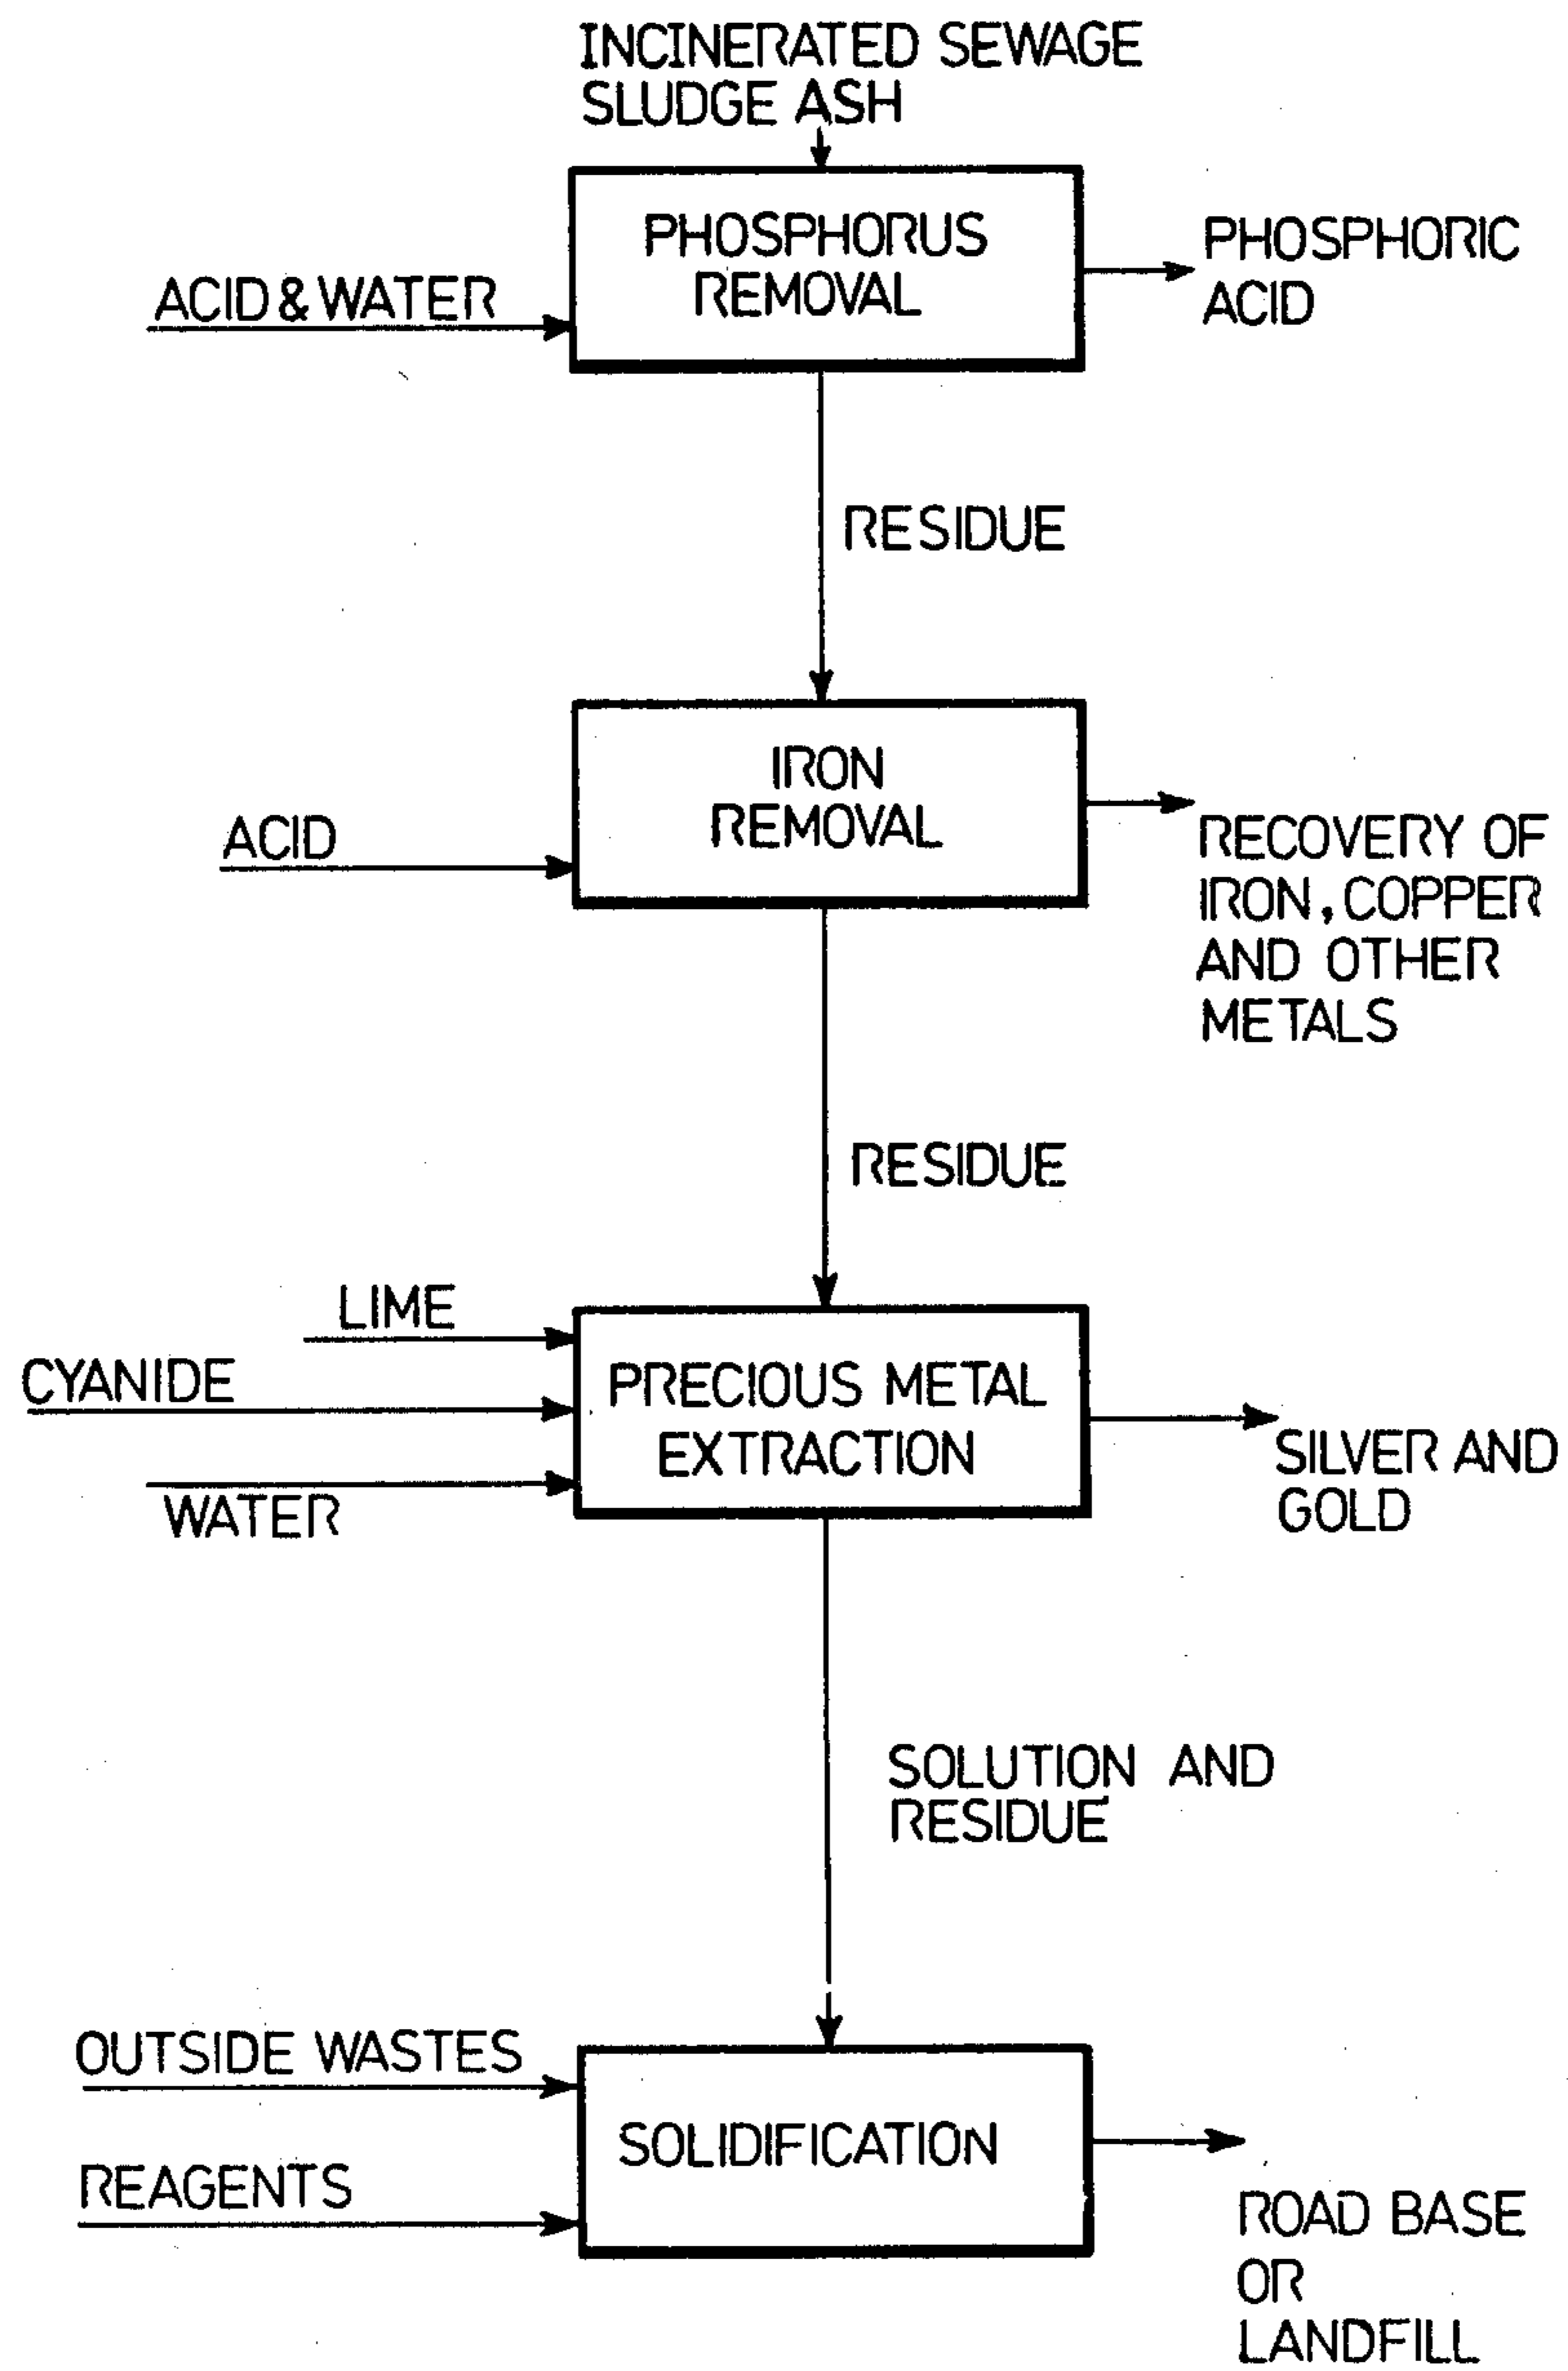 INCINERATED SEWAGE
SLUDGE ASH
PHOSPHORUS
REMOVAL
ACID & WATER
PHOSPHORIC
ACID
RESIDUE
IRON
REMOVAL
ACID
RECOVERY OF
IRON, COPPER
AND OTHER
METALS
RESIDUE
LIME
CYANIDE
WATER
PRECIOUS METAL
EXTRACTION
SILVER AND
GOLD
SOLUTION AND
RESIDUE
OUTSIDE WASTES
REAGENTS
SOLIDIFICATION
ROAD BASE
OR
LANDFILL